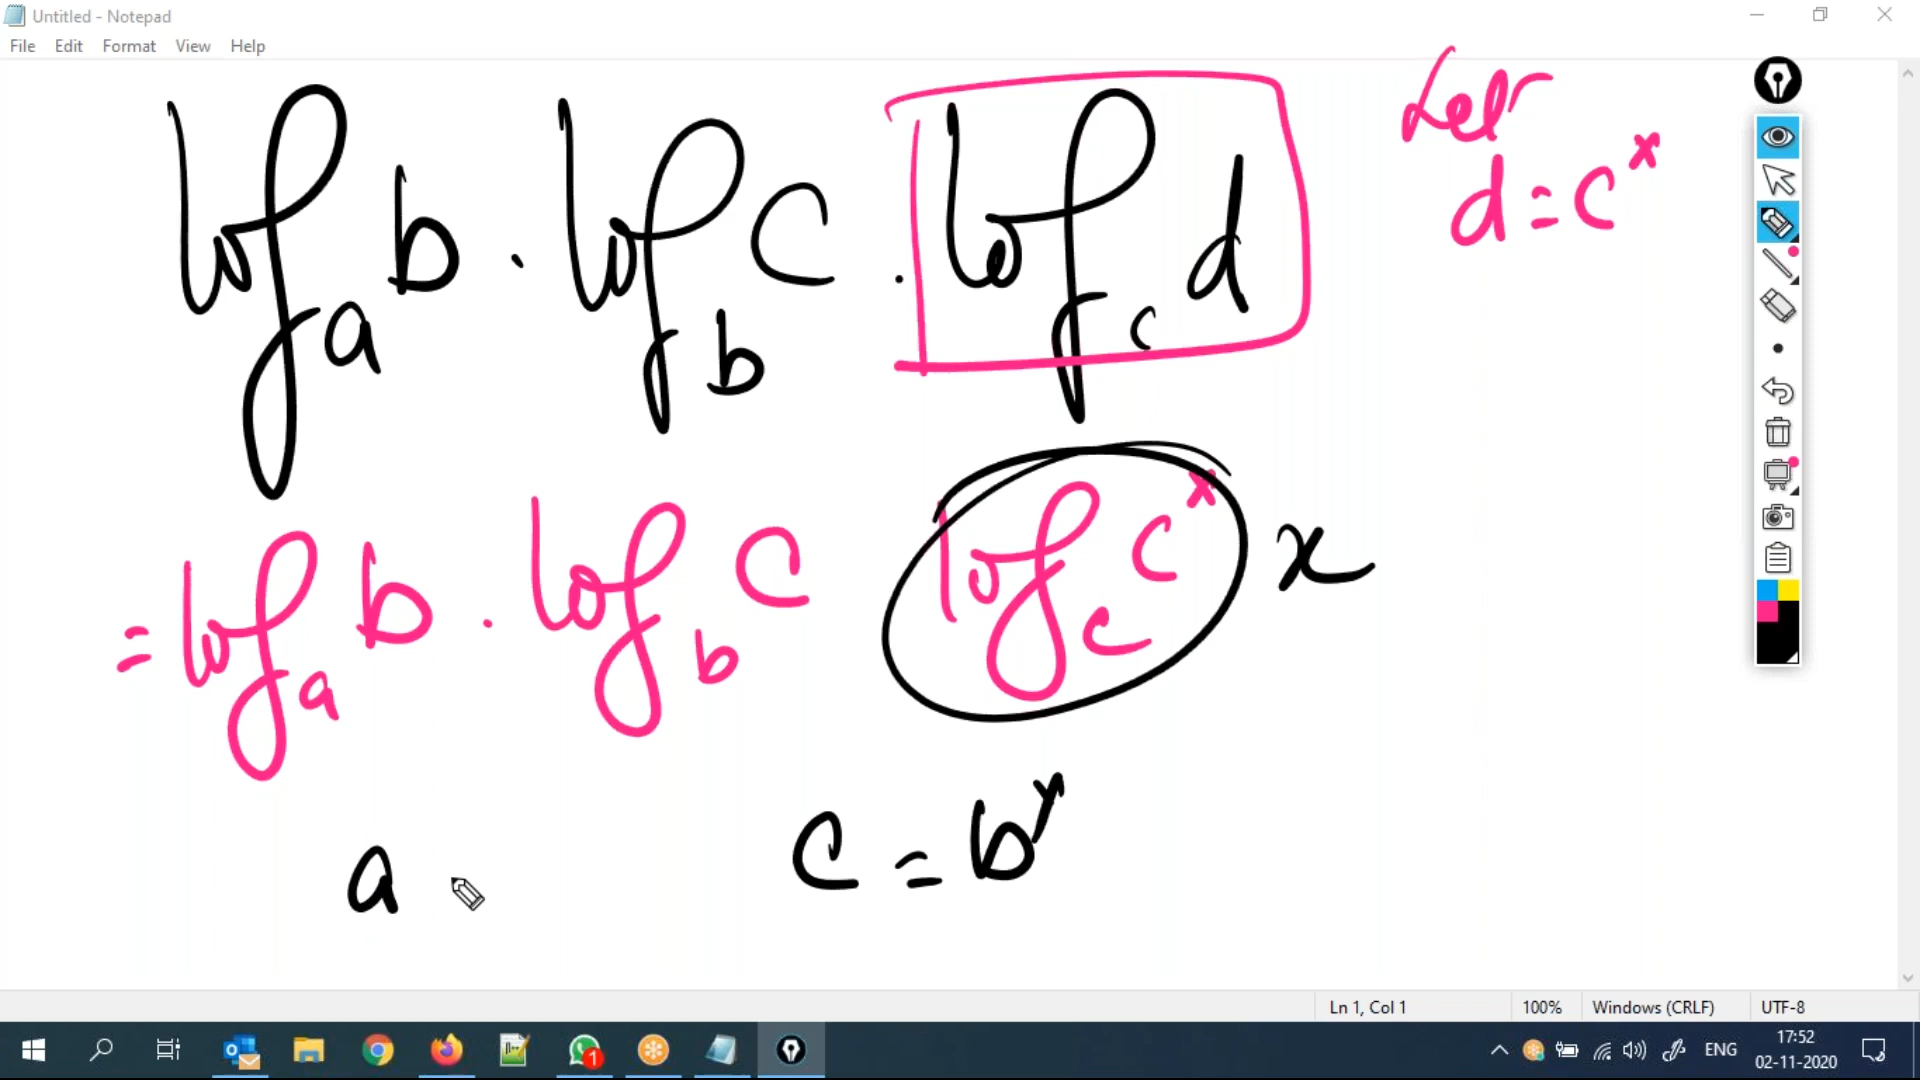 Untitled - Notepad
File Edit Format View Help
log_a b . log_b c . log_c d
Let
d = c^x
= log_a b . log_b c log_c c^x x
a c = b^y
Ln 1, Col 1 100% Windows (CRLF) UTF-8
1
ENG
17:52
02-11-2020